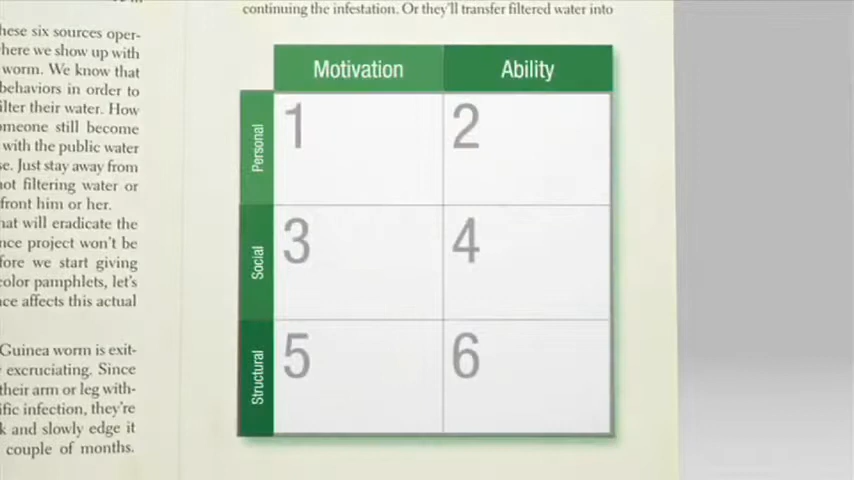 hese six sources oper-
here we show up with
worm. We know that
behaviors in order to
ilter their water. How
omeone still become
with the public water
se. Just stay away from
not filtering water or
front him or her.
hat will eradicate the
nce project won't be
fore we start giving
color pamphlets, let's
ce affects this actual
Guinea worm is exit-
excruciating. Since
their arm or leg with-
ific infection, they're
k and slowly edge it
couple of months.
continuing the infestation. Or they'll transfer filtered water into
Motivation Ability
Personal 1 2
Social 3 4
Structural 5 6